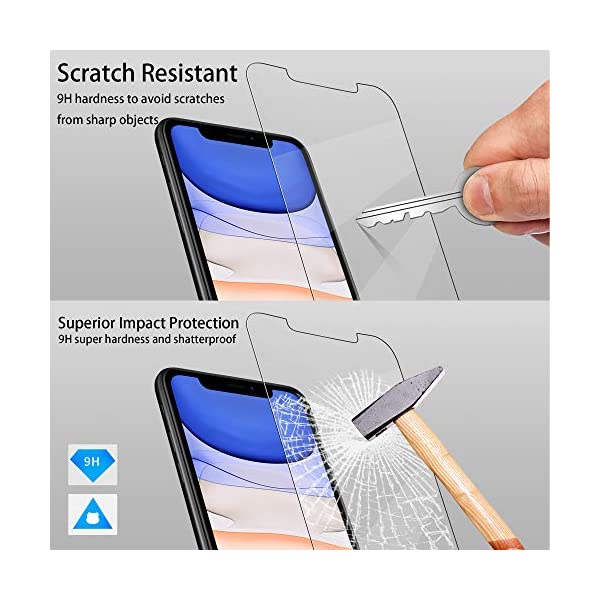 Scratch Resistant
9H hardness to avoid scratches
from sharp objects.
Superior Impact Protection
9H super hardness and shatterproof
9H